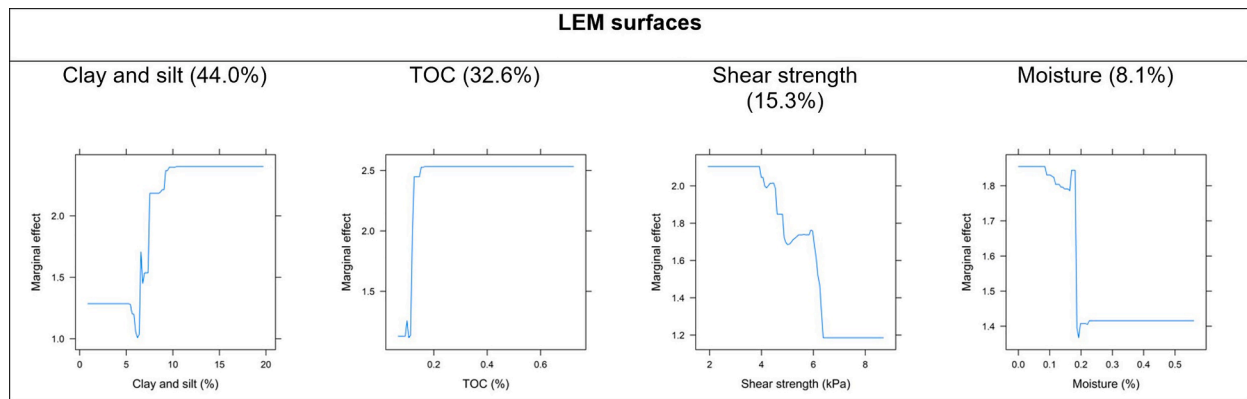 LEM surfaces
Clay and silt (44.0%)
TOC (32.6%)
Shear strength
(15.3%)
Moisture (8.1%)
Marginal effect
2.0
1.5
1.0
0
5
10
15
20
Clay and silt (%)
Marginal effect
2.5
2.0
1.5
0.2
0.4
0.6
TOC (%)
Marginal effect
2.0
1.8
1.6
1.4
1.2
2
4
6
8
Shear strength (kPa)
Marginal effect
1.8
1.7
1.6
1.5
1.4
0.0
0.1
0.2
0.3
0.4
0.5
Moisture (%)